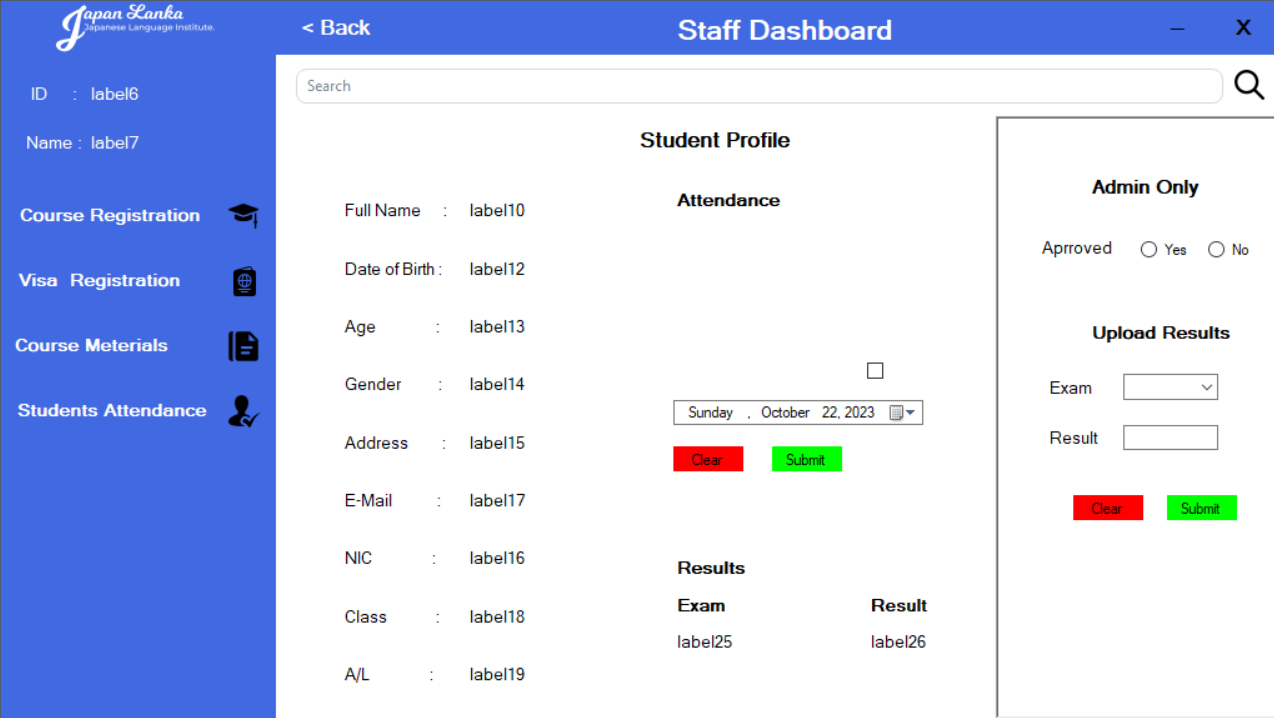 Japan Lanka
Japanese Language Institute.
< Back
Staff Dashboard
X
Search
ID : label6
Name : label7
Course Registration
Visa Registration
Course Meterials
Students Attendance
Student Profile
Full Name : label10
Date of Birth : label12
Age : label13
Gender : label14
Address : label15
E-Mail : label17
NIC : label16
Class : label18
A/L : label19
Attendance
Sunday , October 22, 2023
Clear Submit
Results
Exam Result
label25 label26
Admin Only
Aprroved Yes No
Upload Results
Exam
Result
Clear Submit